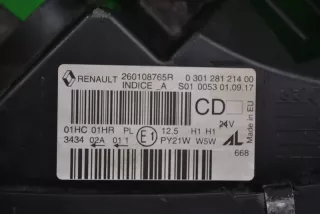 RENAULT 260108765R 0 301 281 214 00
INDICE _A S01 0053 01.09.17
CD
24V
Made in EU
01HC 01HR PL E1 12,5 H1 H1 AL
3434 02A 011 PY21W W5W 668